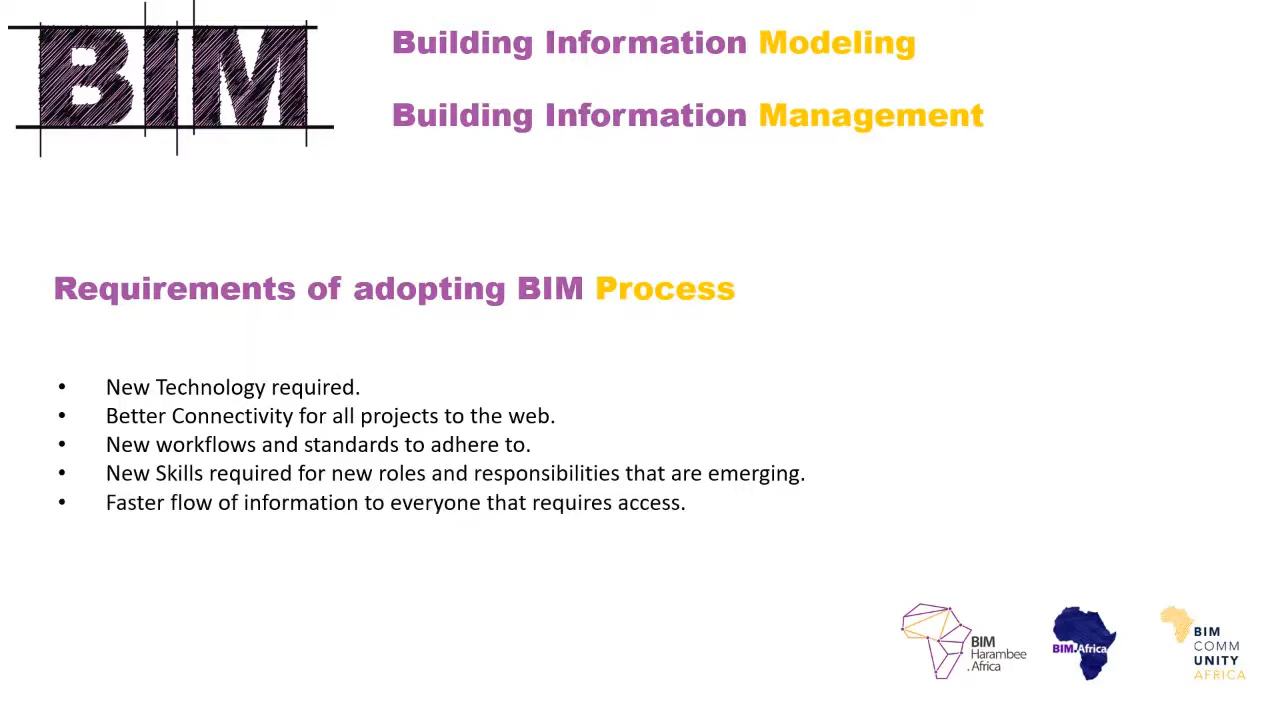 BIM
Building Information Modeling
Building Information Management
Requirements of adopting BIM Process
• New Technology required.
• Better Connectivity for all projects to the web.
• New workflows and standards to adhere to.
• New Skills required for new roles and responsibilities that are emerging.
• Faster flow of information to everyone that requires access.
BIM
Harambee
.Africa
BIM.Africa
BIM
COMM
UNITY
AFRICA